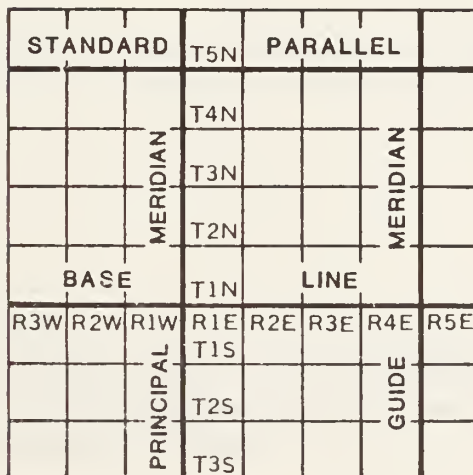 STANDARD T5N PARALLEL
T4N
MERIDIAN MERIDIAN
T3N
T2N
BASE T1N LINE
R3W R2W R1W R1E R2E R3E R4E R5E
T1S
PRINCIPAL GUIDE
T2S
T3S